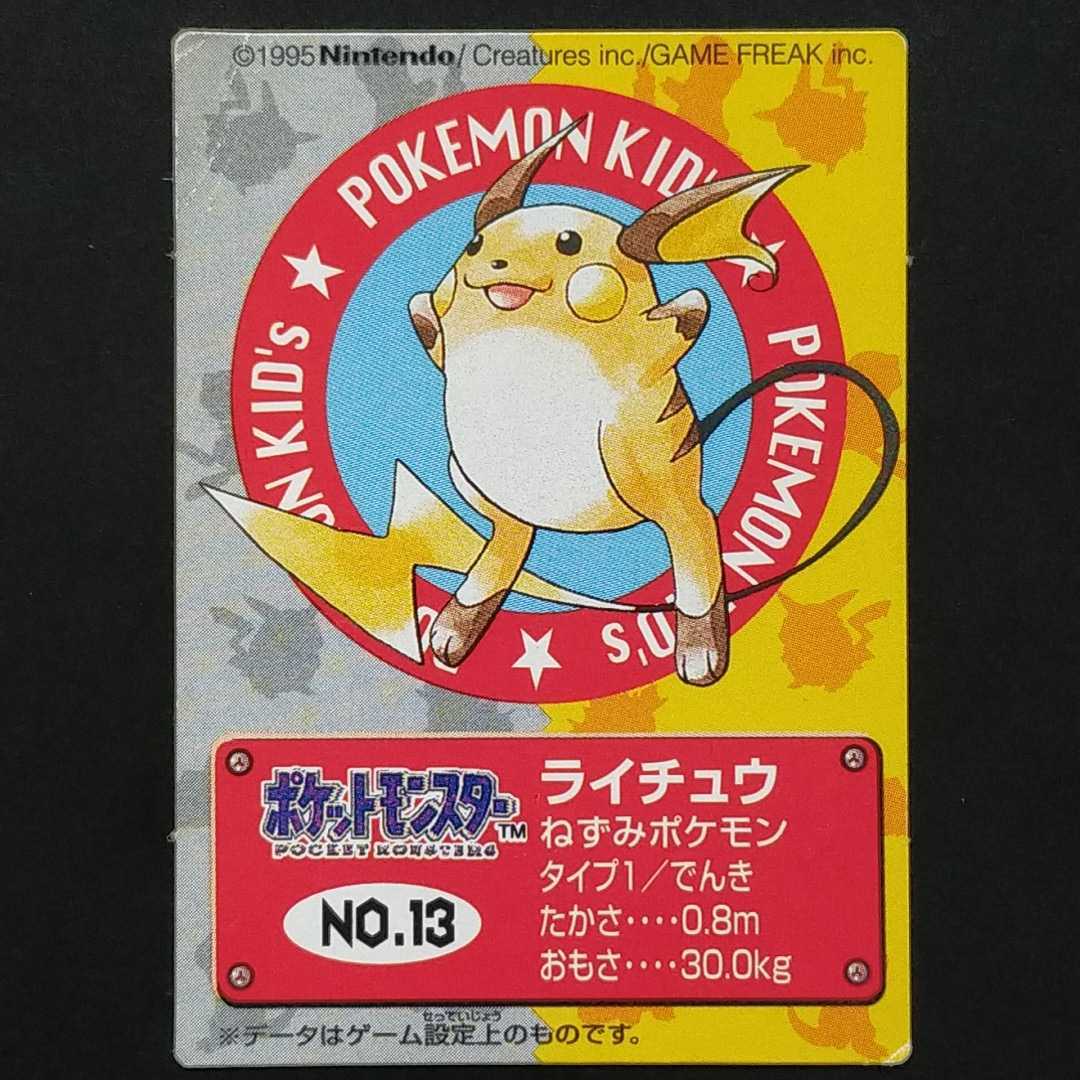 ©1995 Nintendo/Creatures inc./GAME FREAK inc.
POKEMON KID's
★
POKEMON KID's
★
ポケットモンスター™
POCKET MONSTERS
NO.13
ライチュウ
ねずみポケモン
タイプ1/でんき
たかさ‥‥0.8m
おもさ‥‥30.0kg
せっていじょう
※データはゲーム設定上のものです。